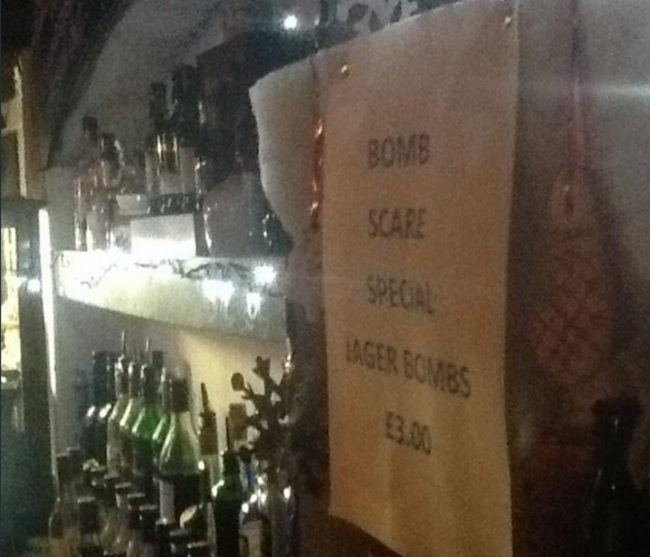 BOMB
SCARE
SPECIAL
JAGER BOMBS
£3.00